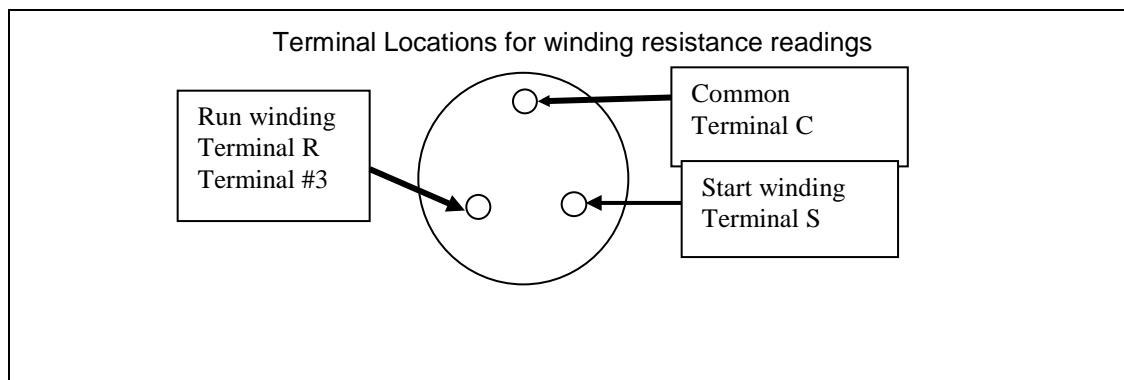 Terminal Locations for winding resistance readings
Run winding
Terminal R
Terminal #3
Common
Terminal C
Start winding
Terminal S